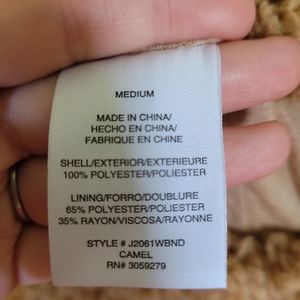 MEDIUM
MADE IN CHINA/
HECHO EN CHINA/
FABRIQUE EN CHINE
SHELL/EXTERIOR/EXTERIEURE
100% POLYESTER/POLIESTER
LINING/FORRO/DOUBLURE
65% POLYESTER/POLIESTER
35% RAYON/VISCOSA/RAYONNE
STYLE # J2061WBND
CAMEL
RN# 3059279